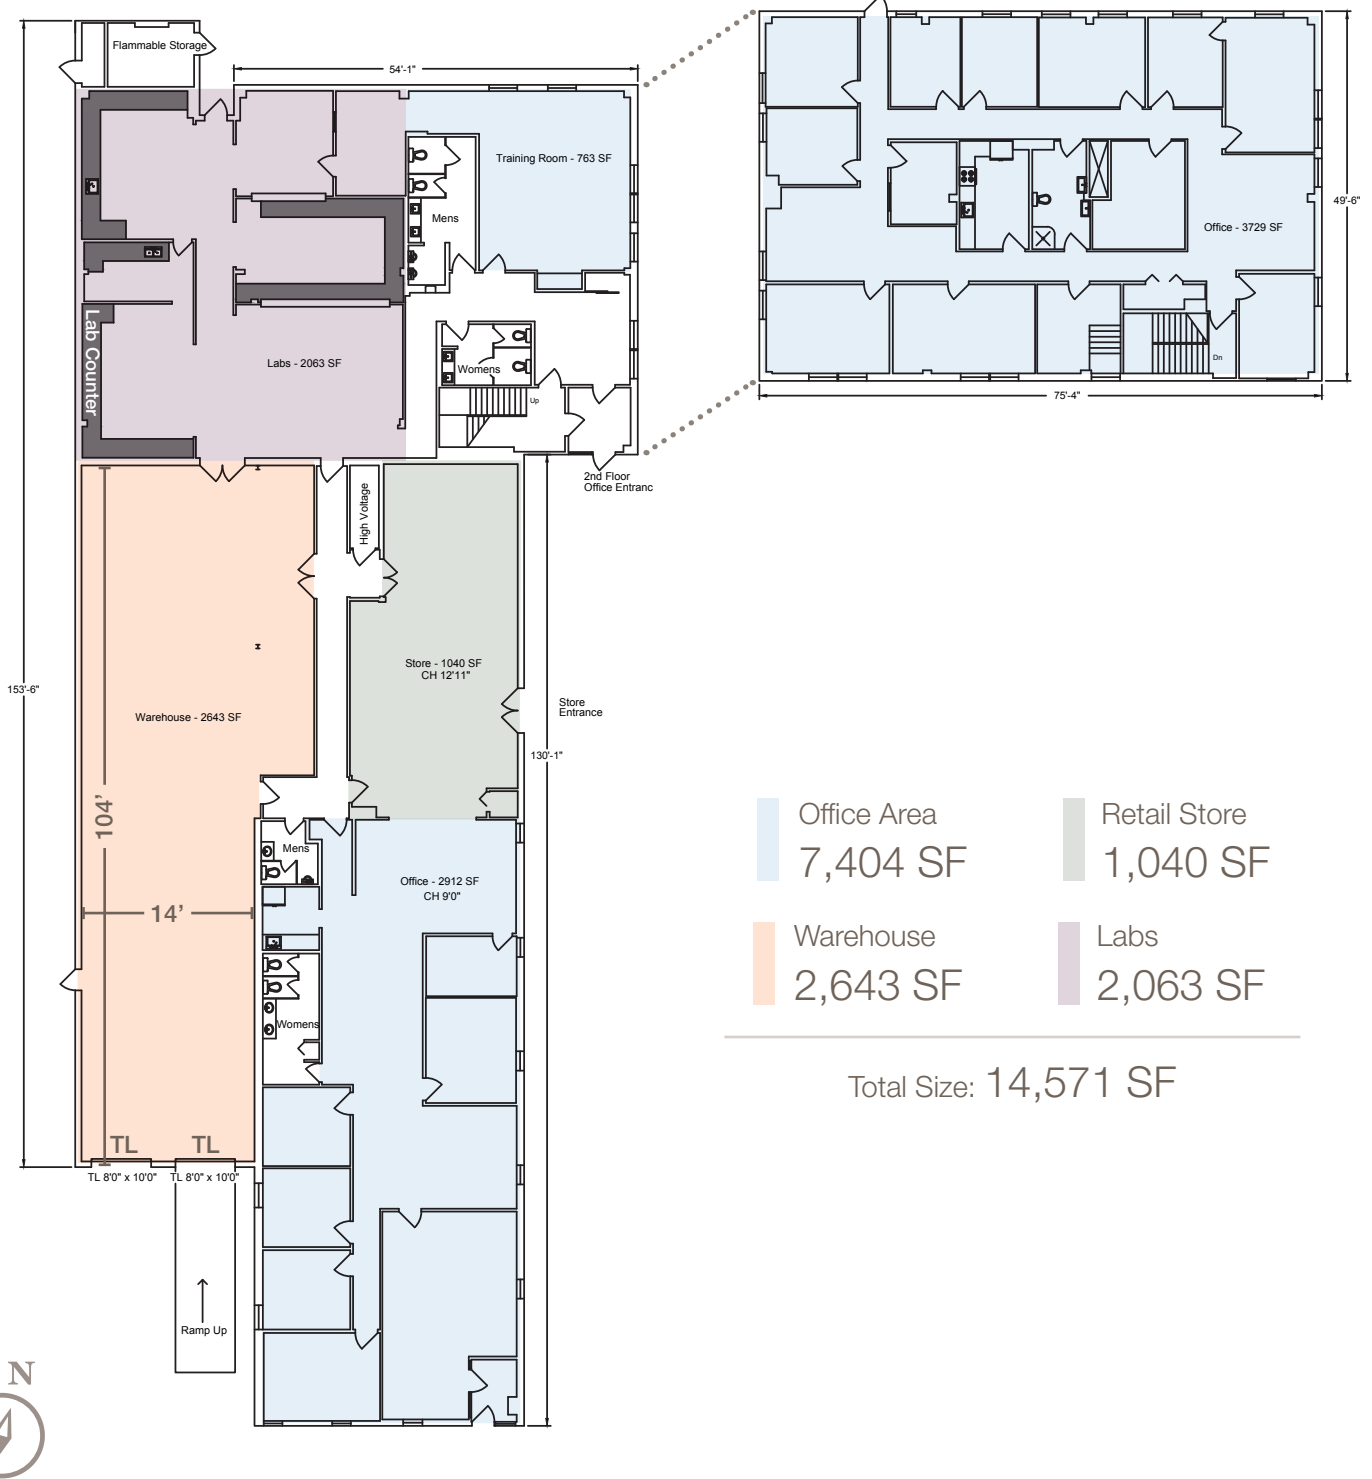 Flammable Storage
54'-1"
Training Room - 763 SF
Mens
Labs - 2063 SF
Lab Counter
Womens
Up
2nd Floor
Office Entranc
High Voltage
153'-6"
Store - 1040 SF
CH 12'11"
Store
Entrance
Warehouse - 2643 SF
130'-1"
104'
14'
Mens
Office - 2912 SF
CH 9'0"
Womens
TL
TL
TL 8'0" x 10'0"
TL 8'0" x 10'0"
Ramp Up
N
49'-6"
Office - 3729 SF
Dn
75'-4"
Office Area
7,404 SF
Retail Store
1,040 SF
Warehouse
2,643 SF
Labs
2,063 SF
Total Size: 14,571 SF